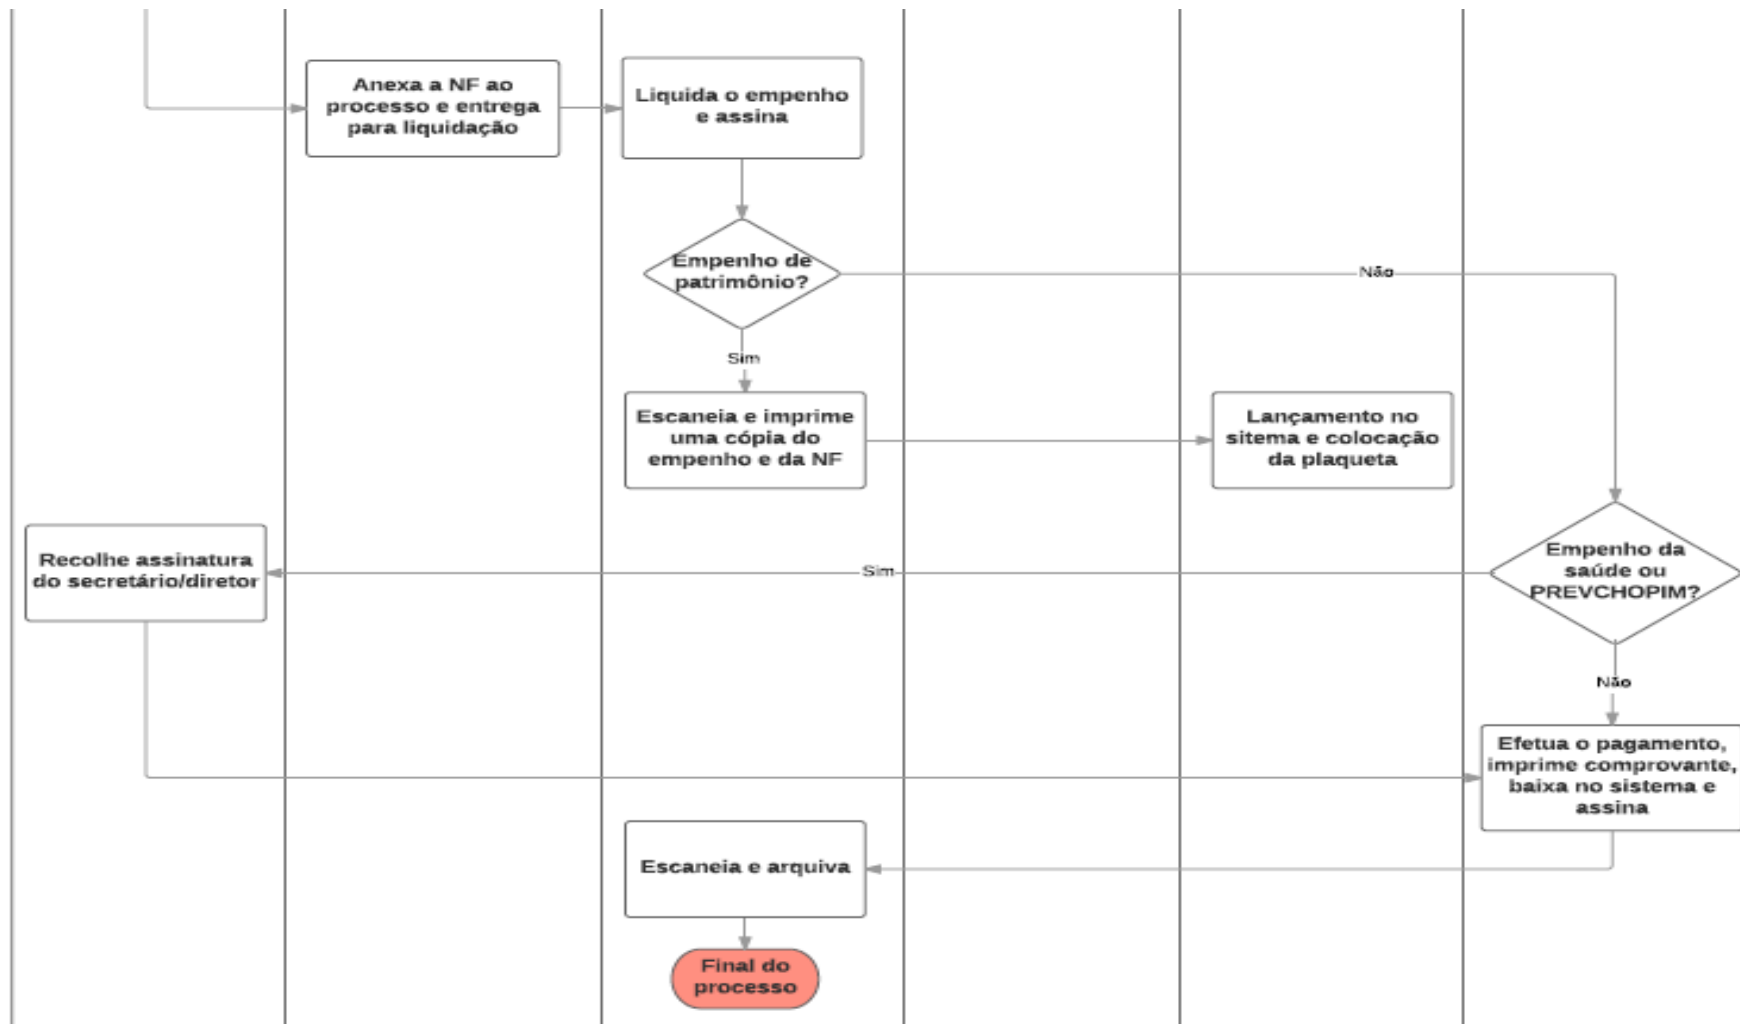 Anexa a NF ao
processo e entrega
para liquidação
Liquida o empenho
e assina
Empenho de
patrimônio?
Não
Sim
Escaneia e imprime
uma cópia do
empenho e da NF
Lançamento no
sitema e colocação
da plaqueta
Empenho da
saúde ou
PREVCHOPIM?
Sim
Recolhe assinatura
do secretário/diretor
Não
Efetua o pagamento,
imprime comprovante,
baixa no sistema e
assina
Escaneia e arquiva
Final do
processo